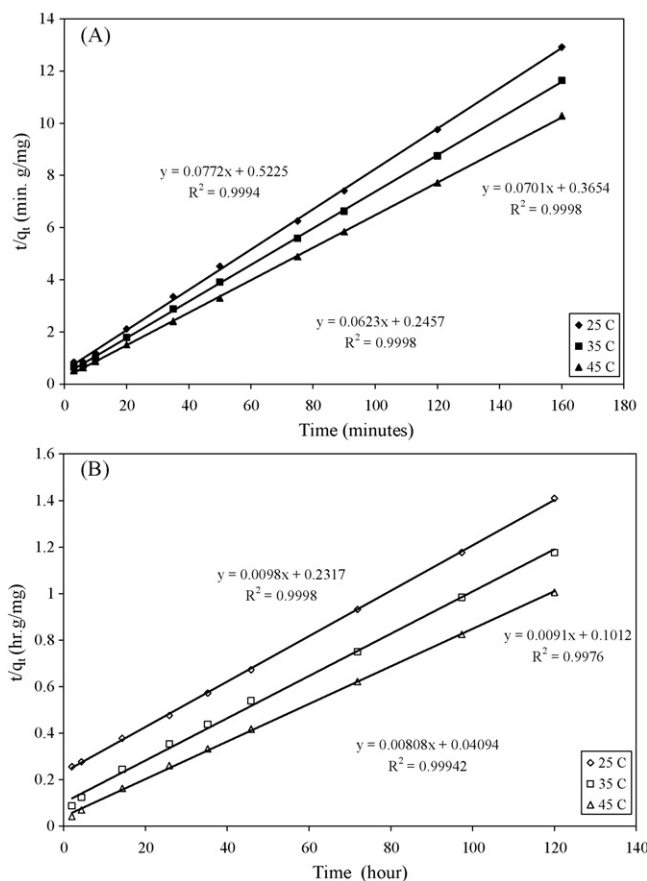 (A)
14
12
10
8
6
4
2
0
t/qt (min. g/mg)
y = 0.0772x + 0.5225
R2 = 0.9994
y = 0.0701x + 0.3654
R2 = 0.9998
y = 0.0623x + 0.2457
R2 = 0.9998
25 C
35 C
45 C
0 20 40 60 80 100 120 140 160 180
Time (minutes)
(B)
1.6
1.4
1.2
1
0.8
0.6
0.4
0.2
0
t/qt (hr.g/mg)
y = 0.0098x + 0.2317
R2 = 0.9998
y = 0.0091x + 0.1012
R2 = 0.9976
y = 0.00808x + 0.04094
R2 = 0.99942
25 C
35 C
45 C
0 20 40 60 80 100 120 140
Time (hour)